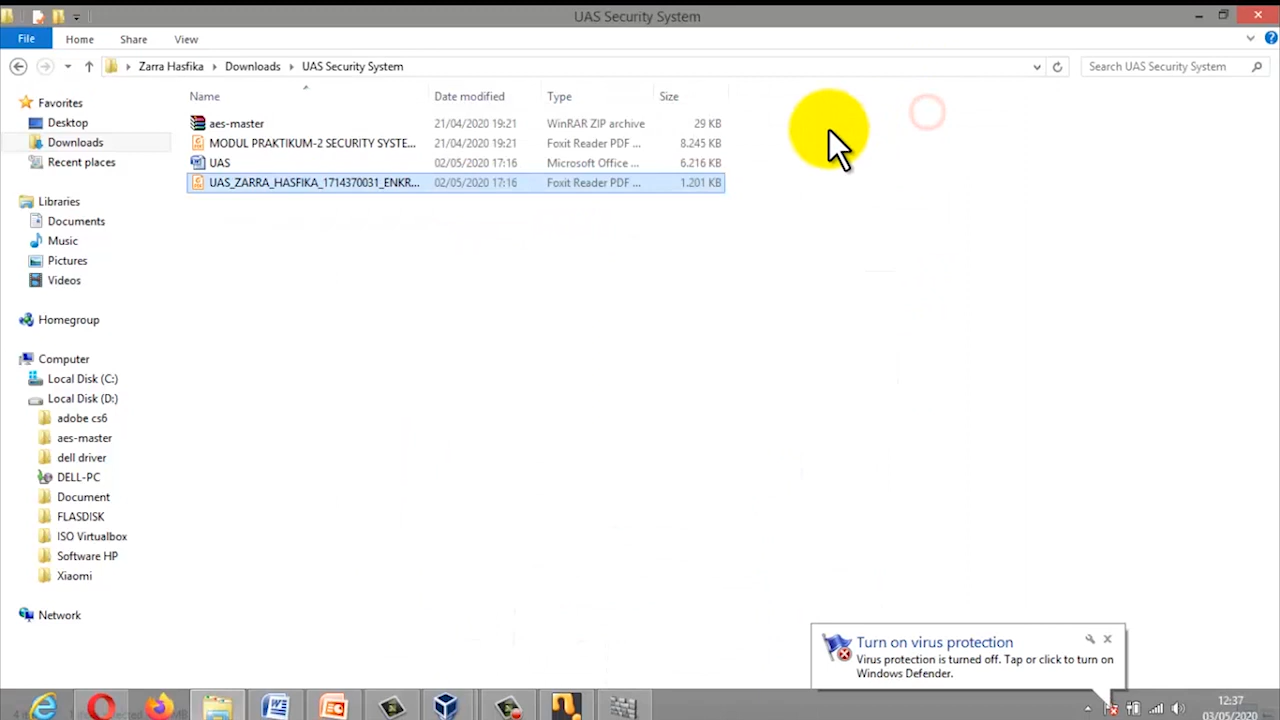 UAS Security System
File Home Share View
Zarra Hasfika Downloads UAS Security System Search UAS Security System
Name Date modified Type Size
Favorites
Desktop
Downloads
Recent places
Libraries
Documents
Music
Pictures
Videos
Homegroup
Computer
Local Disk (C:)
Local Disk (D:)
adobe cs6
aes-master
dell driver
DELL-PC
Document
FLASDISK
ISO Virtualbox
Software HP
Xiaomi
Network
aes-master 21/04/2020 19:21 WinRAR ZIP archive 29 KB
MODUL PRAKTIKUM-2 SECURITY SYSTE... 21/04/2020 19:21 Foxit Reader PDF ... 8.245 KB
UAS 02/05/2020 17:16 Microsoft Office ... 6.216 KB
UAS_ZARRA_HASFIKA_1714370031_ENKR... 02/05/2020 17:16 Foxit Reader PDF ... 1.201 KB
Turn on virus protection
Virus protection is turned off. Tap or click to turn on
Windows Defender.
12:37
03/05/2020